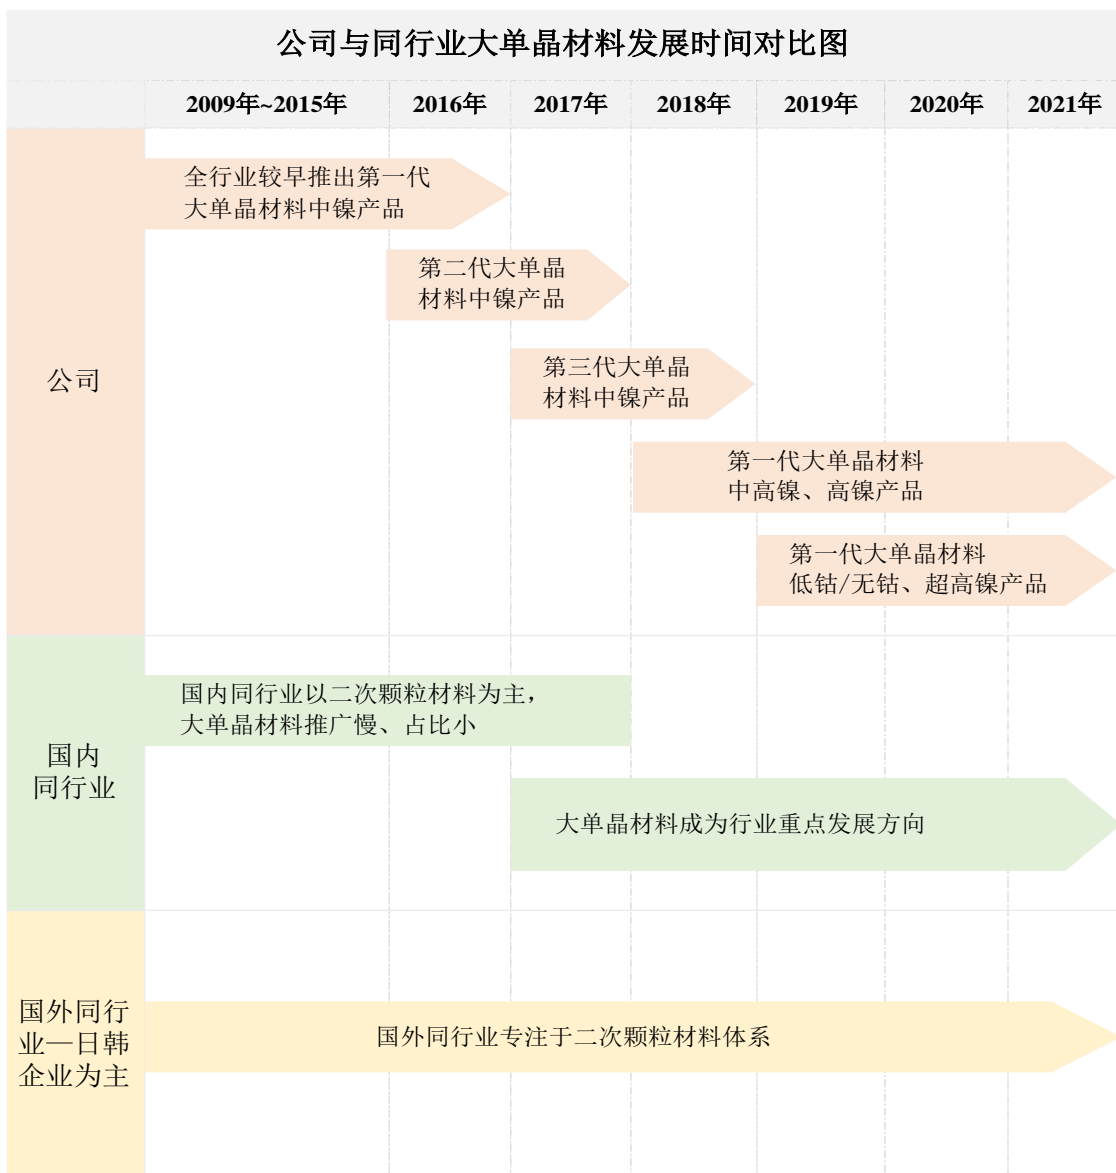 公司与同行业大单晶材料发展时间对比图
2009年~2015年 2016年 2017年 2018年 2019年 2020年 2021年
公司
全行业较早推出第一代
大单晶材料中镍产品
第二代大单晶
材料中镍产品
第三代大单晶
材料中镍产品
第一代大单晶材料
中高镍、高镍产品
第一代大单晶材料
低钴/无钴、超高镍产品
国内
同行业
国内同行业以二次颗粒材料为主，
大单晶材料推广慢、占比小
大单晶材料成为行业重点发展方向
国外同行
业—日韩
企业为主
国外同行业专注于二次颗粒材料体系